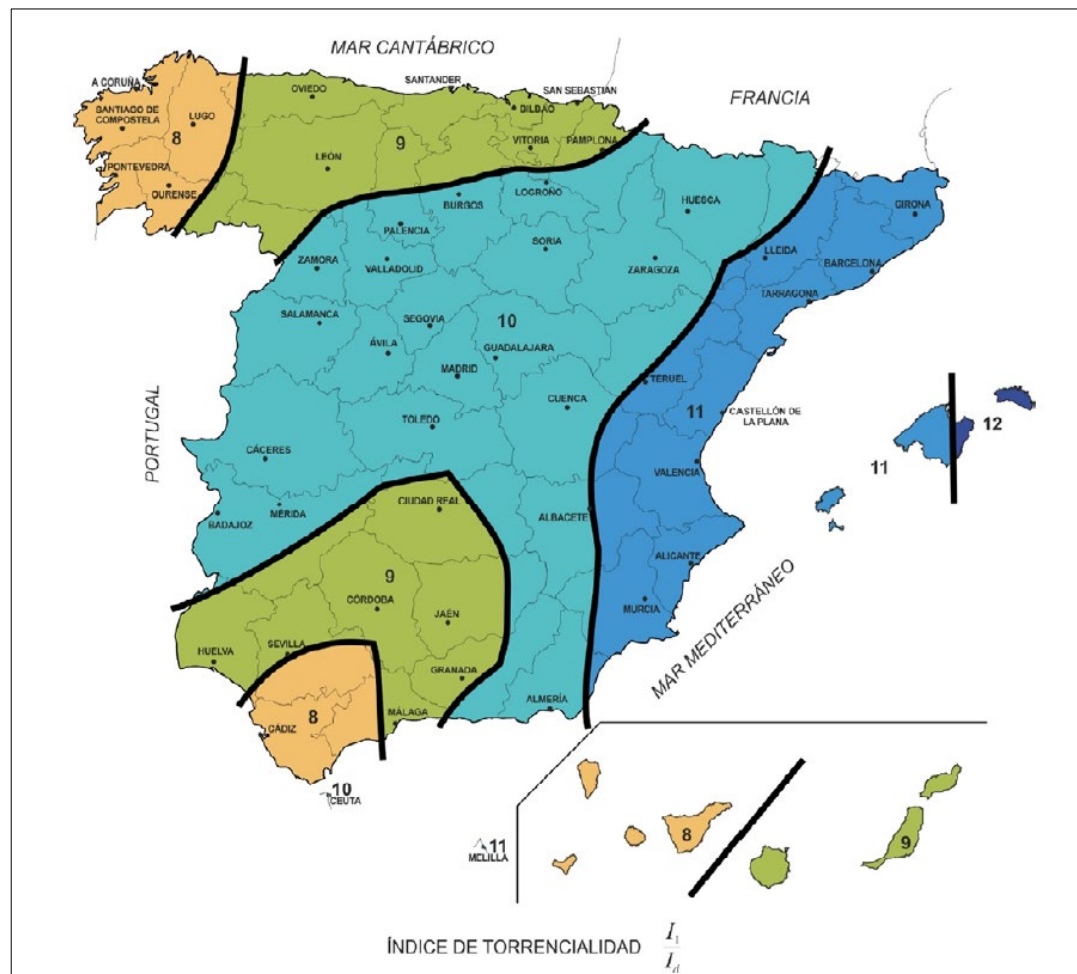 MAR CANTÁBRICO
A CORUÑA
SANTANDER
OVIEDO
SAN SEBASTIÁN
FRANCIA
BILBAO
SANTIAGO DE
COMPOSTELA
LUGO
8
9
VITORIA
PAMPLONA
LEÓN
PONTEVEDRA
OURENSE
LOGROÑO
BURGOS
HUESCA
GIRONA
PALENCIA
SORIA
LLEIDA
ZAMORA
VALLADOLID
ZARAGOZA
BARCELONA
TARRAGONA
SALAMANCA
SEGOVIA
10
ÁVILA
GUADALAJARA
MADRID
TERUEL
PORTUGAL
CUENCA
11
CASTELLÓN DE
LA PLANA
TOLEDO
12
CÁCERES
VALENCIA
11
CIUDAD REAL
MÉRIDA
BADAJOZ
ALBACETE
ALICANTE
9
CÓRDOBA
MURCIA
JAÉN
MAR MEDITERRÁNEO
SEVILLA
HUELVA
GRANADA
ALMERÍA
MÁLAGA
8
CÁDIZ
10
CEUTA
8
9
11
MELILLA
ÍNDICE DE TORRENCIALIDAD I₁
I_d